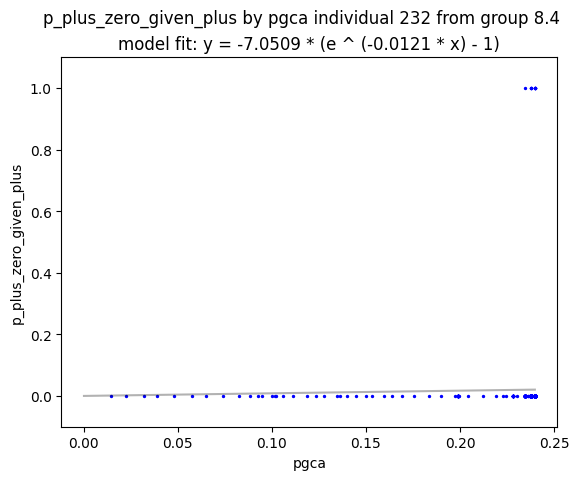 p_plus_zero_given_plus by pgca individual 232 from group 8.4
model fit: y = -7.0509 * (e ^ (-0.0121 * x) - 1)
p_plus_zero_given_plus
1.0
0.8
0.6
0.4
0.2
0.0
0.00 0.05 0.10 0.15 0.20 0.25
pgca